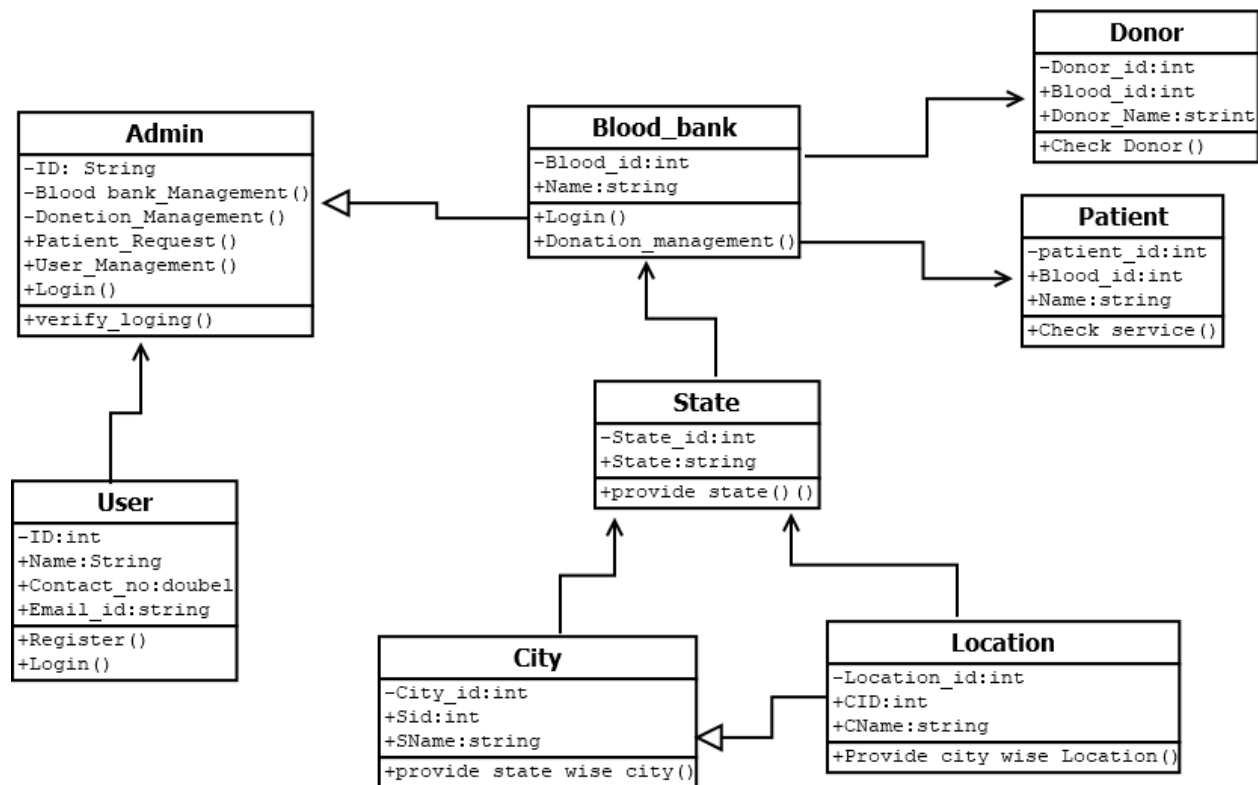 Donor
-Donor_id:int
+Blood_id:int
+Donor_Name:strint
+Check Donor()
Admin
-ID: String
-Blood bank_Management()
-Donetion_Management()
+Patient_Request()
+User_Management()
+Login()
+verify_loging()
Blood_bank
-Blood_id:int
+Name:string
+Login()
+Donation_management()
Patient
-patient_id:int
+Blood_id:int
+Name:string
+Check service()
State
-State_id:int
+State:string
+provide state()()
User
-ID:int
+Name:String
+Contact_no:doubel
+Email_id:string
+Register()
+Login()
City
-City_id:int
+Sid:int
+SName:string
+provide state wise city()
Location
-Location_id:int
+CID:int
+CName:string
+Provide city wise Location()